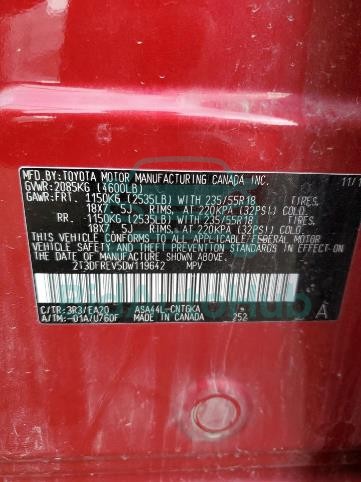 MFD.BY:TOYOTA MOTOR MANUFACTURING CANADA INC. 11/1
GVWR:2085KG (4600LB)
GAWR:FRT. 1150KG (2535LB) WITH 235/55R18 TIRES,
18X7.5J RIMS, AT 220KPA (32PSI) COLD.
RR. 1150KG (2535LB) WITH 235/55R18 TIRES,
18X7.5J RIMS, AT 220KPA (32PSI) COLD.
THIS VEHICLE CONFORMS TO ALL APPLICABLE FEDERAL MOTOR
VEHICLE SAFETY AND THEFT PREVENTION STANDARDS IN
EFFECT ON THE DATE OF MANUFACTURE SHOWN ABOVE.
2T3DFREV5DW119642 MPV
C/TR:3R3/EA20 ASA44L-CNTGKA
A/TM:-01A/U760F MADE IN CANADA 252 A